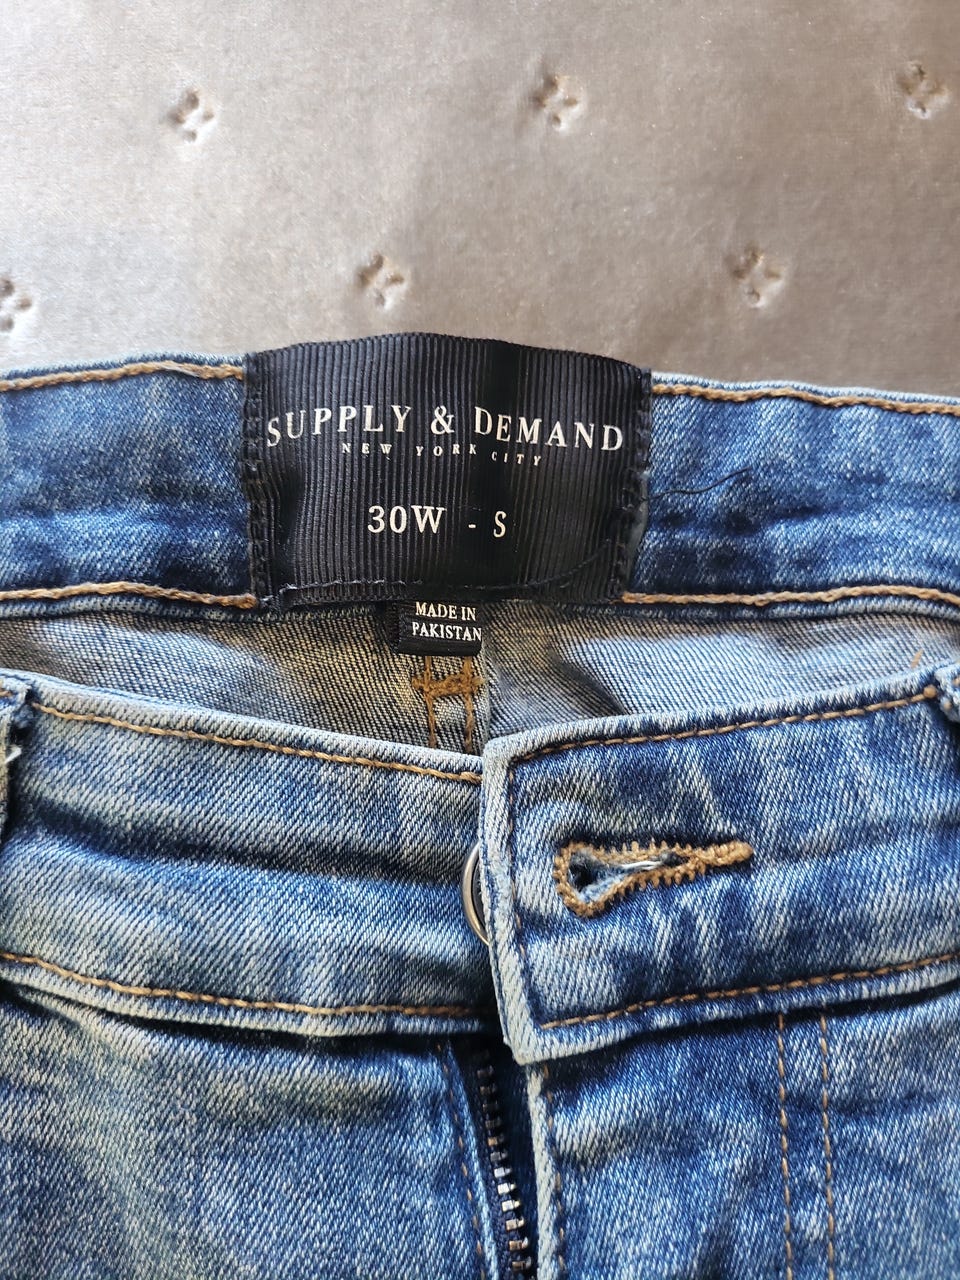 SUPPLY & DEMAND
NEW YORK CITY
30W - S
MADE IN
PAKISTAN